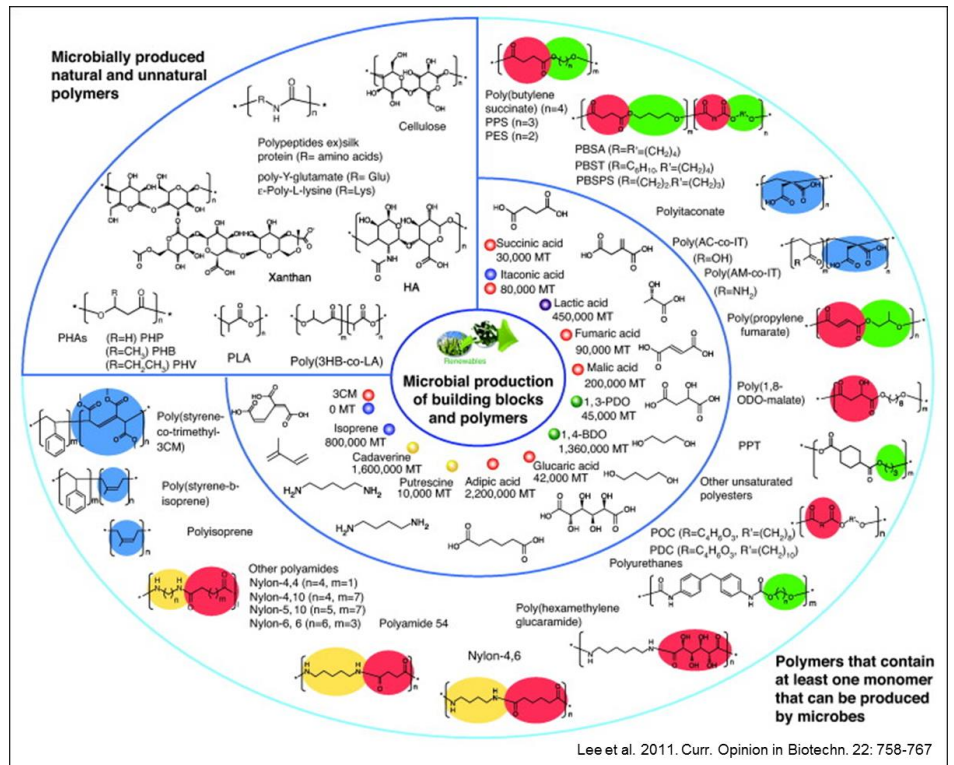 Microbially produced
natural and unnatural
polymers
Cellulose
Polypeptides ex)silk
protein (R= amino acids)
poly-Y-glutamate (R= Glu)
ε-Poly-L-lysine (R=Lys)
Xanthan
HA
PHAs
(R=H) PHP
(R=CH₃) PHB
(R=CH₂CH₃) PHV
PLA
Poly(3HB-co-LA)
Poly(butylene
succinate) (n=4)
PPS (n=3)
PES (n=2)
PBSA (R=R'=(CH₂)₄)
PBST (R=C₆H₁₀, R'=(CH₂)₄)
PBSPS (R=(CH₂)₂,R'=(CH₂)₃)
Polyitaconate
Poly(AC-co-IT)
(R=OH)
Poly(AM-co-IT)
(R=NH₂)
Poly(propylene
fumarate)
Poly(1,8-
ODO-malate)
PPT
Other unsaturated
polyesters
POC (R=C₄H₆O₃, R'=(CH₂)₈)
PDC (R=C₄H₆O₃, R'=(CH₂)₁₀)
Polyurethanes
Poly(hexamethylene
glucaramide)
Nylon-4,6
Polyamide 54
Other polyamides
Nylon-4,4 (n=4, m=1)
Nylon-4,10 (n=4, m=7)
Nylon-5,10 (n=5, m=7)
Nylon-6, 6 (n=6, m=3)
Polyisoprene
Poly(styrene-b-
isoprene)
Poly(styrene-
co-trimethyl-
3CM)
Succinic acid
30,000 MT
Itaconic acid
80,000 MT
Lactic acid
450,000 MT
Fumaric acid
90,000 MT
Malic acid
200,000 MT
1,3-PDO
45,000 MT
1,4-BDO
1,360,000 MT
Glucaric acid
42,000 MT
Adipic acid
2,200,000 MT
Putrescine
10,000 MT
Cadaverine
1,600,000 MT
Isoprene
800,000 MT
3CM
0 MT
Renewables
Microbial production
of building blocks
and polymers
Polymers that contain
at least one monomer
that can be produced
by microbes
Lee et al. 2011. Curr. Opinion in Biotechn. 22: 758-767